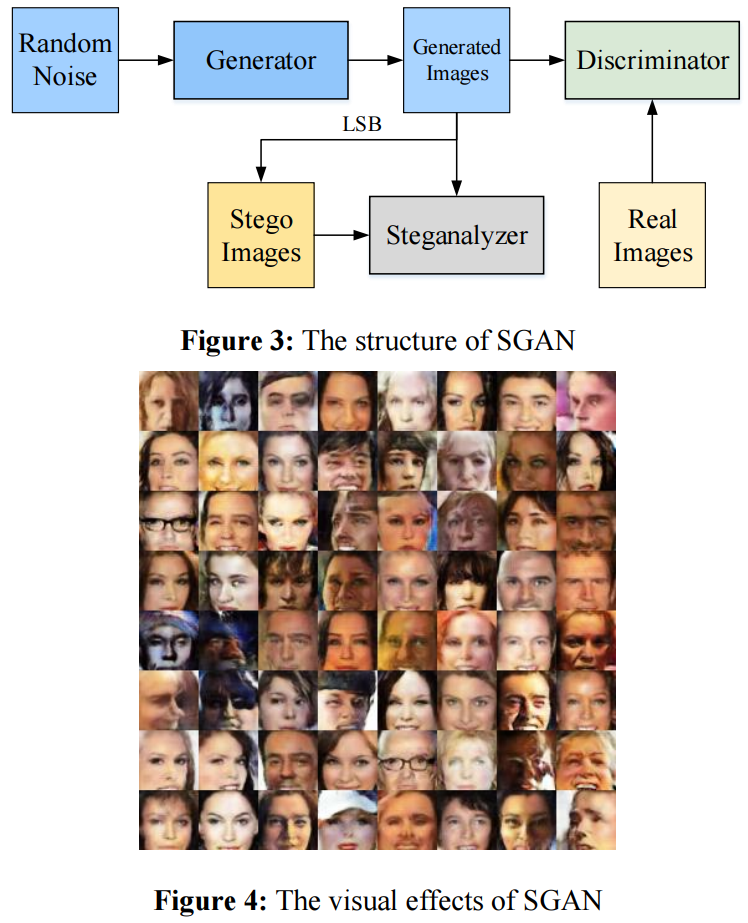 Random
Noise
Generator
Generated
Images
Discriminator
LSB
Stego
Images
Steganalyzer
Real
Images
Figure 3: The structure of SGAN
Figure 4: The visual effects of SGAN